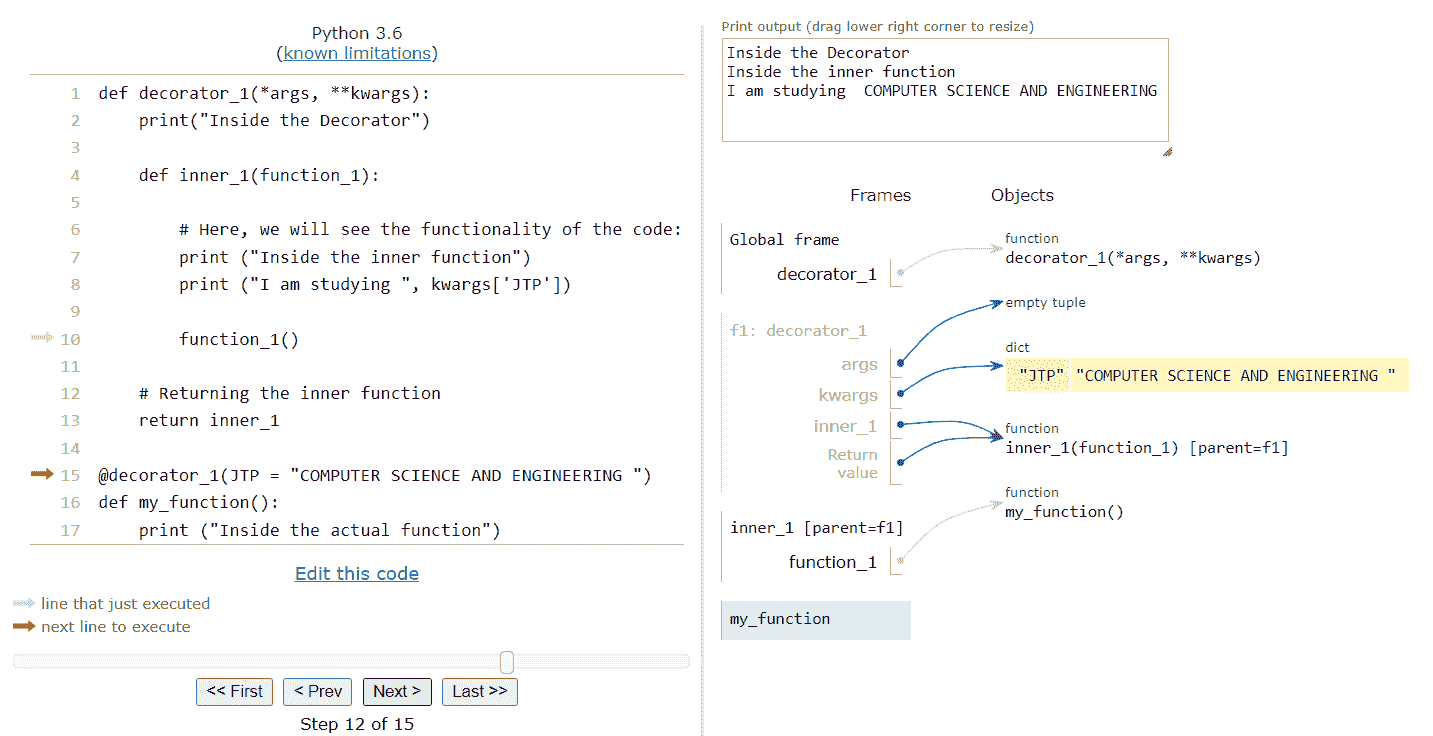 Python 3.6
(known limitations)
1 def decorator_1(*args, **kwargs):
2     print("Inside the Decorator")
3
4     def inner_1(function_1):
5
6         # Here, we will see the functionality of the code:
7         print ("Inside the inner function")
8         print ("I am studying ", kwargs['JTP'])
9
10         function_1()
11
12     # Returning the inner function
13     return inner_1
14
15 @decorator_1(JTP = "COMPUTER SCIENCE AND ENGINEERING ")
16 def my_function():
17     print ("Inside the actual function")
Edit this code
line that just executed
next line to execute
<< First < Prev Next > Last >>
Step 12 of 15
Print output (drag lower right corner to resize)
Inside the Decorator
Inside the inner function
I am studying  COMPUTER SCIENCE AND ENGINEERING
Frames Objects
Global frame
decorator_1
function
decorator_1(*args, **kwargs)
empty tuple
f1: decorator_1
args
kwargs
inner_1
Return
value
dict
"JTP" "COMPUTER SCIENCE AND ENGINEERING "
function
inner_1(function_1) [parent=f1]
function
my_function()
inner_1 [parent=f1]
function_1
my_function